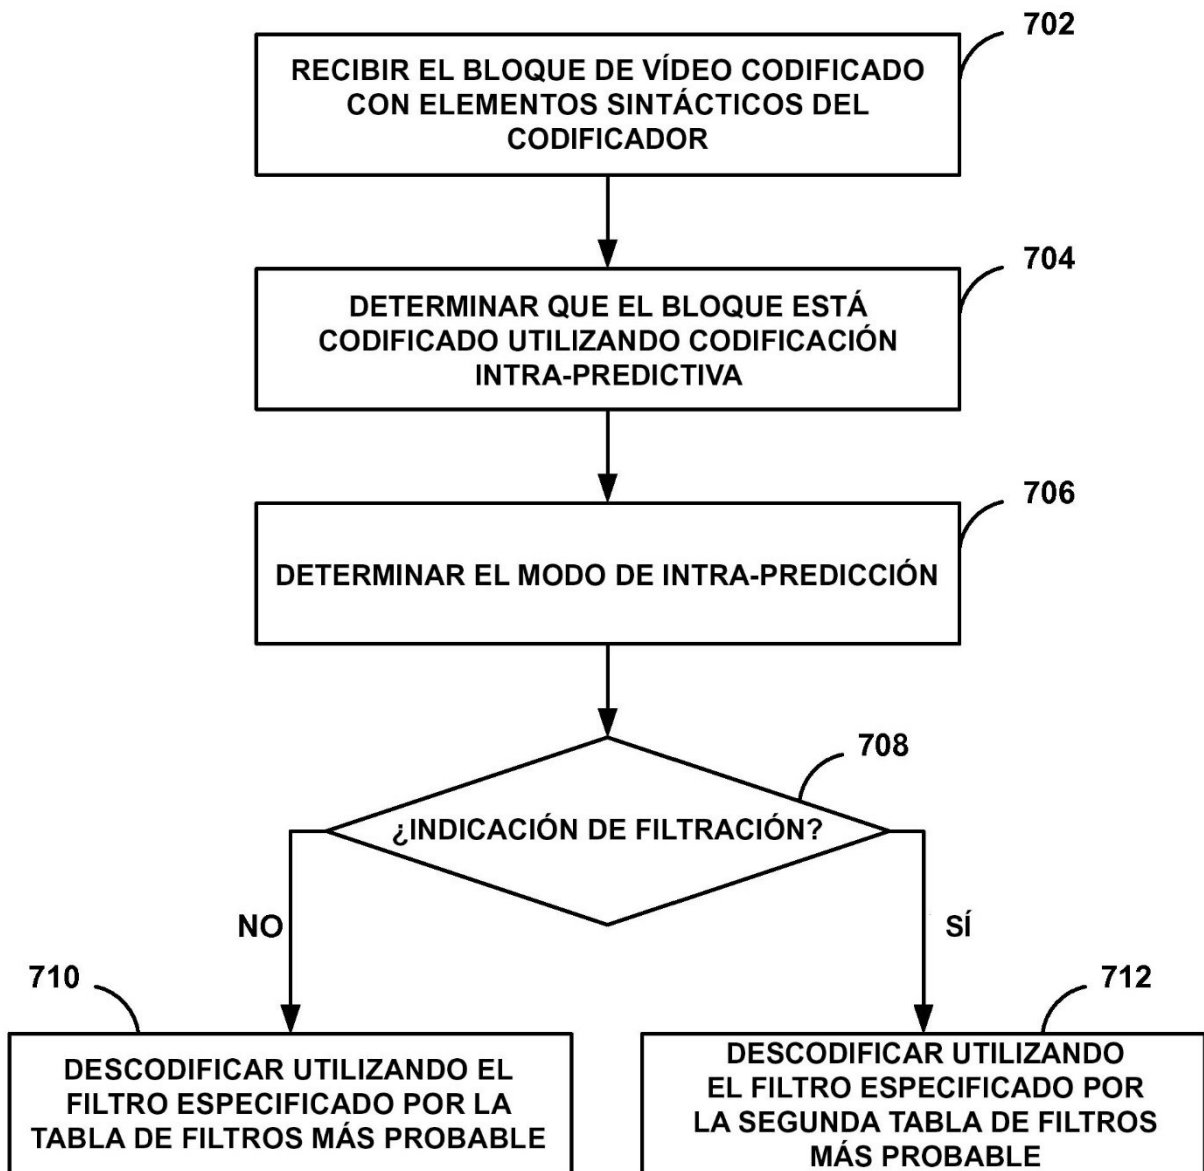 702
RECIBIR EL BLOQUE DE VÍDEO CODIFICADO
CON ELEMENTOS SINTÁCTICOS DEL
CODIFICADOR
704
DETERMINAR QUE EL BLOQUE ESTÁ
CODIFICADO UTILIZANDO CODIFICACIÓN
INTRA-PREDICTIVA
706
DETERMINAR EL MODO DE INTRA-PREDICCIÓN
708
¿INDICACIÓN DE FILTRACIÓN?
NO
SÍ
710
DESCODIFICAR UTILIZANDO EL
FILTRO ESPECIFICADO POR LA
TABLA DE FILTROS MÁS PROBABLE
712
DESCODIFICAR UTILIZANDO
EL FILTRO ESPECIFICADO POR
LA SEGUNDA TABLA DE FILTROS
MÁS PROBABLE